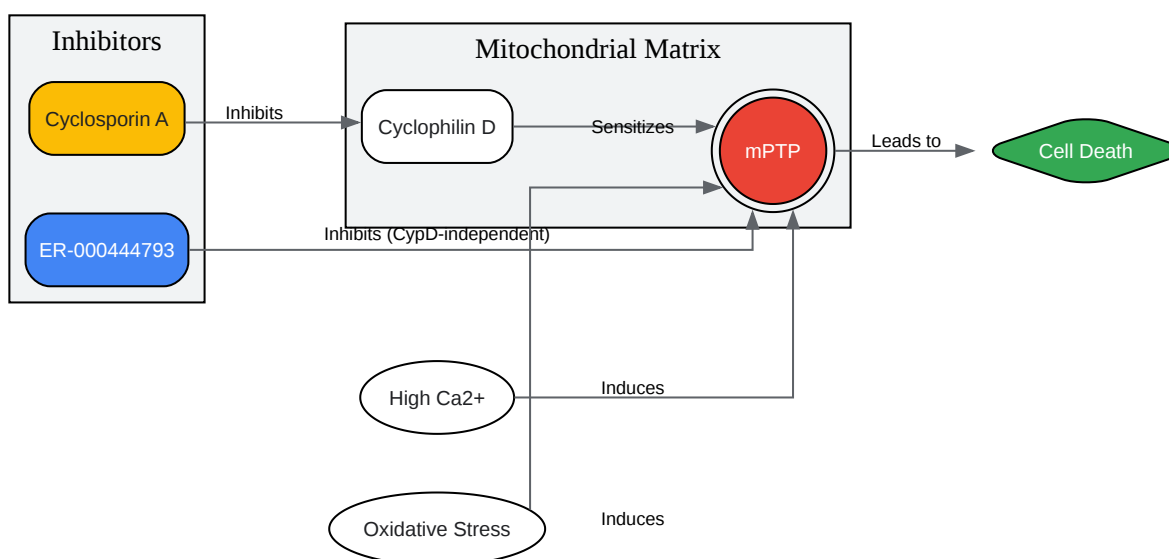 Inhibitors
Mitochondrial Matrix
Cyclosporin A
Inhibits
Cyclophilin D
Sensitizes
mPTP
Leads to
Cell Death
ER-000444793
Inhibits (CypD-independent)
High Ca2+
Induces
Oxidative Stress
Induces